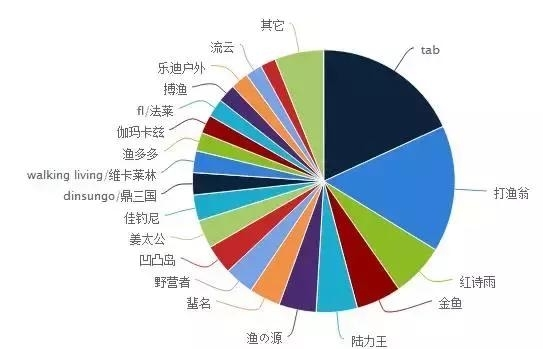 其它
流云
tab
乐迪户外
搏渔
fl/法莱
伽玛卡兹
渔多多
walking living/维卡莱林
dinsungo/鼎三国
佳钓尼
姜太公
凹凸岛
野营者
辈名
渔の源
陆力王
金鱼
红诗雨
打渔翁